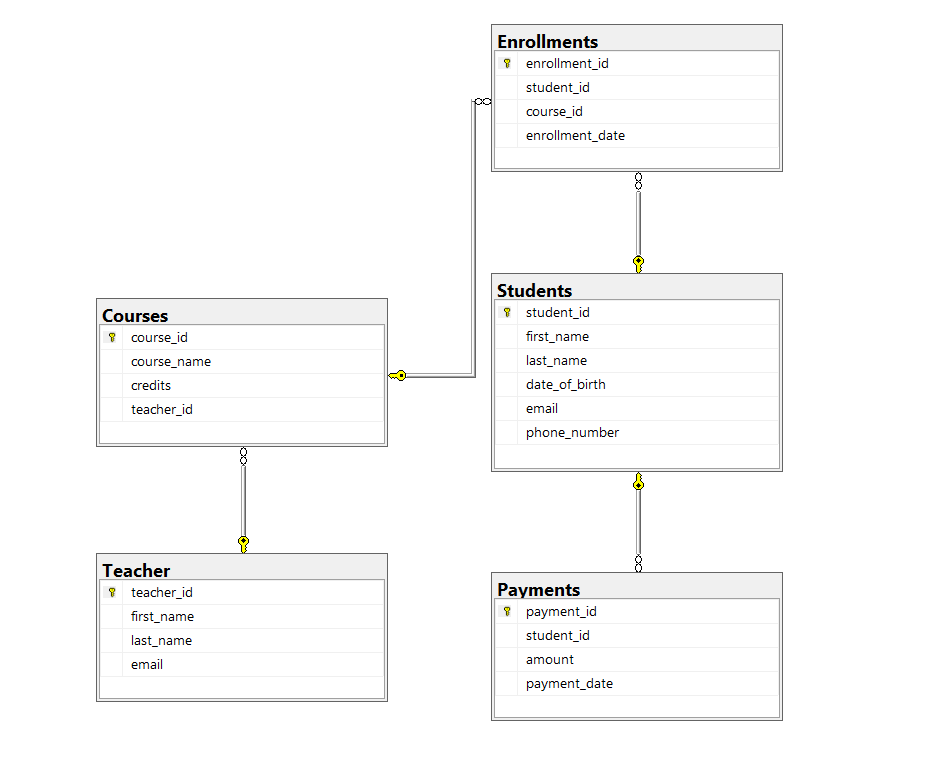 Enrollments
enrollment_id
student_id
course_id
enrollment_date
Students
student_id
first_name
last_name
date_of_birth
email
phone_number
Courses
course_id
course_name
credits
teacher_id
Teacher
teacher_id
first_name
last_name
email
Payments
payment_id
student_id
amount
payment_date